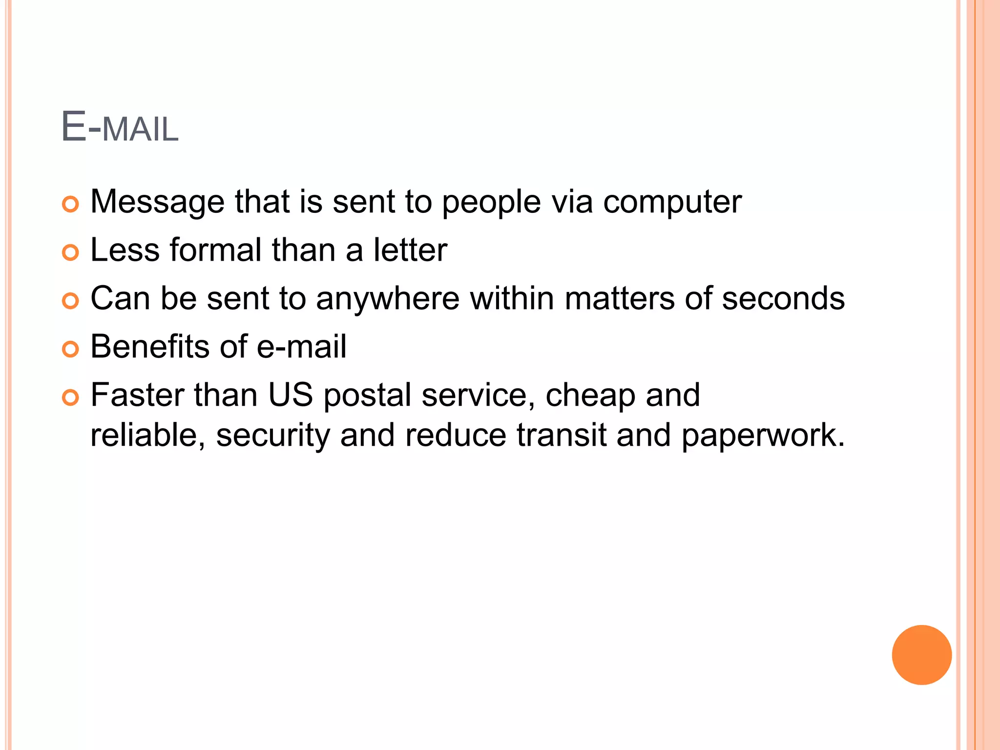 E-MAIL
Message that is sent to people via computer
Less formal than a letter
Can be sent to anywhere within matters of seconds
Benefits of e-mail
Faster than US postal service, cheap and
reliable, security and reduce transit and paperwork.